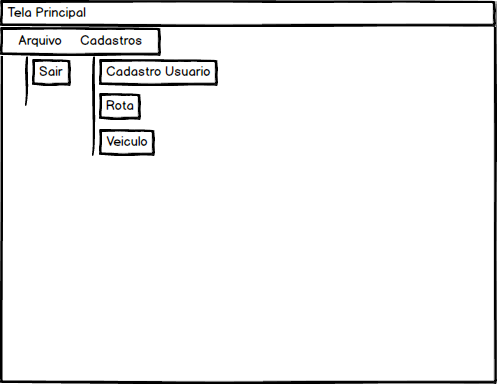 Tela Principal
Arquivo Cadastros
Sair Cadastro Usuario
Rota
Veiculo